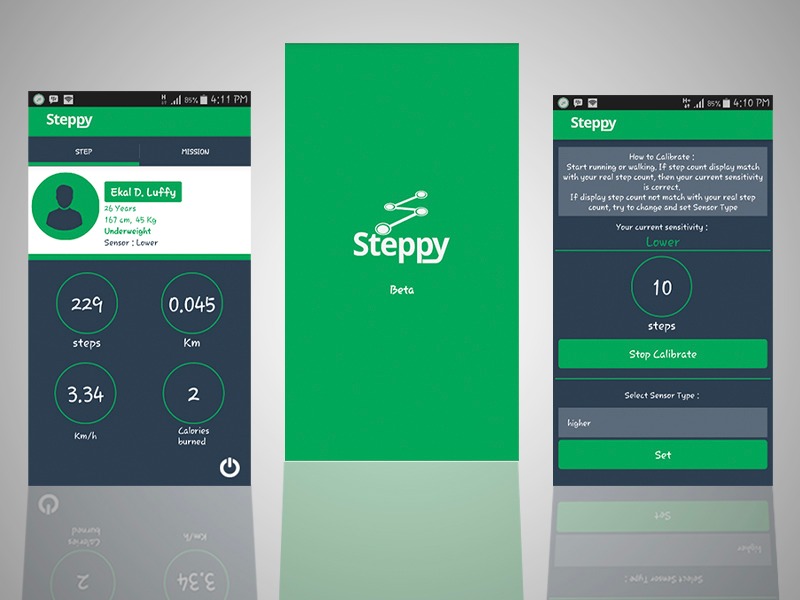 H 85% 4:11 PM
Steppy
STEP MISSION
Ekal D. Luffy
26 Years
167 cm, 45 Kg
Underweight
Sensor : Lower
229 0.045
steps Km
3.34 2
Km/h Calories
burned
Steppy
Beta
H+ 85% 4:10 PM
Steppy
How to Calibrate :
Start running or walking. If step count display match
with your real step count, then your current sensitivity
is correct.
If display step count not match with your real step
count, try to change and set Sensor Type
Your current sensitivity :
Lower
10
steps
Stop Calibrate
Select Sensor Type :
higher
Set